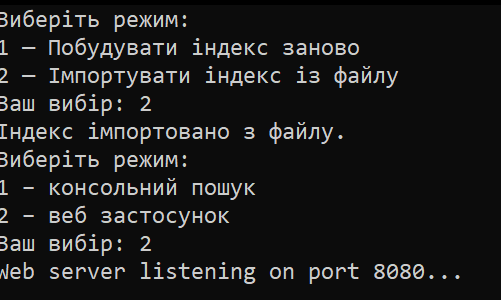 Виберіть режим:
1 — Побудувати індекс заново
2 — Імпортувати індекс із файлу
Ваш вибір: 2
Індекс імпортовано з файлу.
Виберіть режим:
1 – консольний пошук
2 – веб застосунок
Ваш вибір: 2
Web server listening on port 8080...